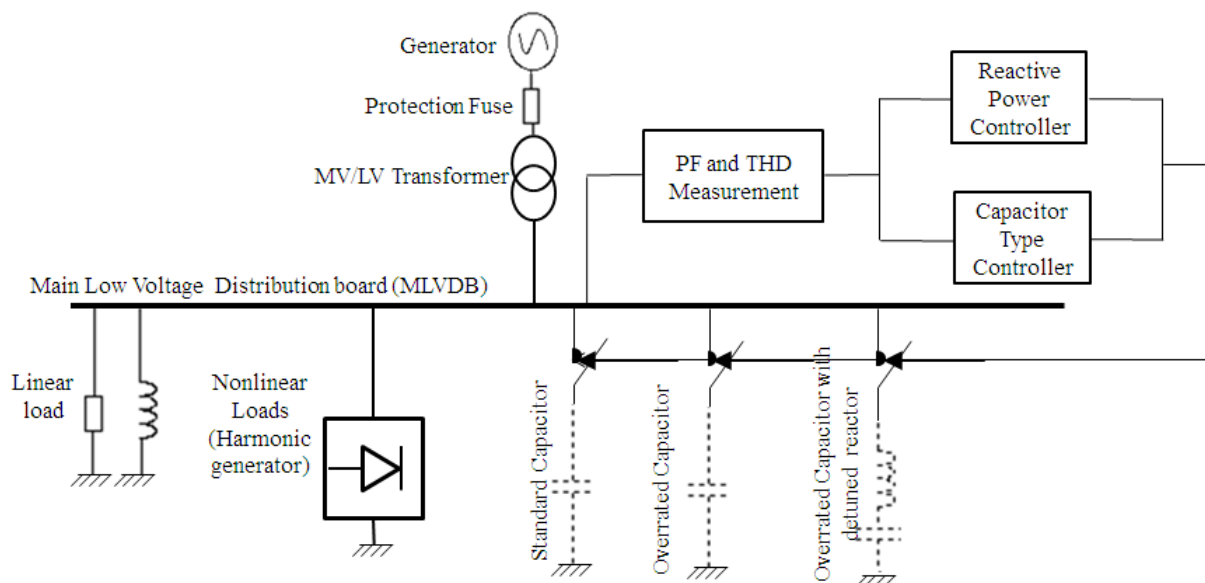 Generator
Protection Fuse
MV/LV Transformer
PF and THD
Measurement
Reactive
Power
Controller
Capacitor
Type
Controller
Main Low Voltage Distribution board (MLVDB)
Linear
load
Nonlinear
Loads
(Harmonic
generator)
Standard Capacitor
Overrated Capacitor
Overrated Capacitor with
detuned reactor